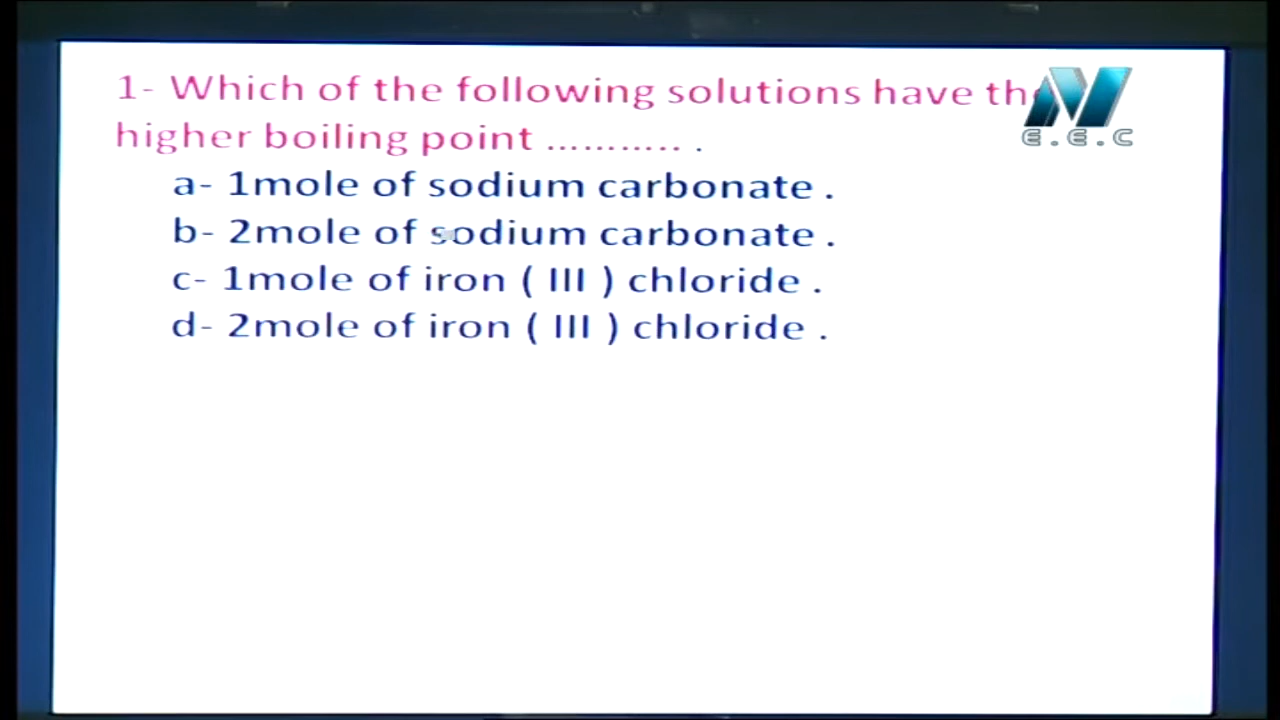 1- Which of the following solutions have the
higher boiling point ........... .
a- 1mole of sodium carbonate .
b- 2mole of sodium carbonate .
c- 1mole of iron ( III ) chloride .
d- 2mole of iron ( III ) chloride .
E.E.C